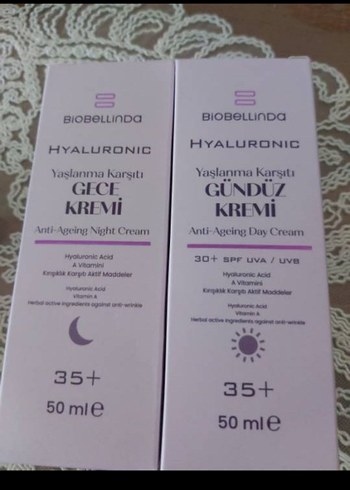 BIOBELLINDA
HYALURONIC
Yaşlanma Karşıtı
GECE
KREMİ
Anti-Ageing Night Cream
Hyaluronic Acid
A Vitamini
Kırışıklık Karşıtı Aktif Maddeler
Hyaluronic Acid
Vitamin A
Herbal active ingredients against anti-wrinkle
35+
50 ml e
BIOBELLINDA
HYALURONIC
Yaşlanma Karşıtı
GÜNDÜZ
KREMİ
Anti-Ageing Day Cream
30+ SPF UVA / UVB
Hyaluronic Acid
A Vitamini
Kırışıklık Karşıtı Aktif Maddeler
Hyaluronic Acid
Vitamin A
Herbal active ingredients against anti-wrinkle
35+
50 ml e